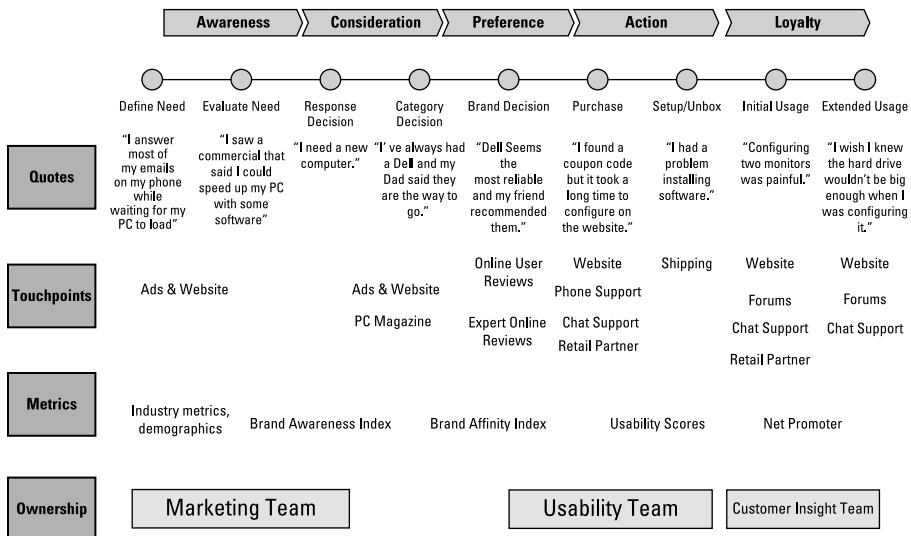 Awareness
Consideration
Preference
Action
Loyalty
Define Need
Evaluate Need
Response
Decision
Category
Decision
Brand Decision
Purchase
Setup/Unbox
Initial Usage
Extended Usage
Quotes
“I answer
most of
my emails
on my phone
while
waiting for my
PC to load”
“I saw a
commercial that
said I could
speed up my PC
with some
software”
“I need a new
computer.”
“I’ ve always had
a Dell and my
Dad said they
are the way to
go.”
“Dell Seems
the
most reliable
and my friend
recommended
them.”
“I found a
coupon code
but it took a
long time to
configure on
the website.”
“I had a
problem
installing
software.”
“Configuring
two monitors
was painful.”
“I wish I knew
the hard drive
wouldn’t be big
enough when I
was configuring
it.”
Touchpoints
Ads & Website
Ads & Website
PC Magazine
Online User
Reviews
Expert Online
Reviews
Website
Phone Support
Chat Support
Retail Partner
Shipping
Website
Forums
Chat Support
Retail Partner
Website
Forums
Chat Support
Metrics
Industry metrics,
demographics
Brand Awareness Index
Brand Affinity Index
Usability Scores
Net Promoter
Ownership
Marketing Team
Usability Team
Customer Insight Team